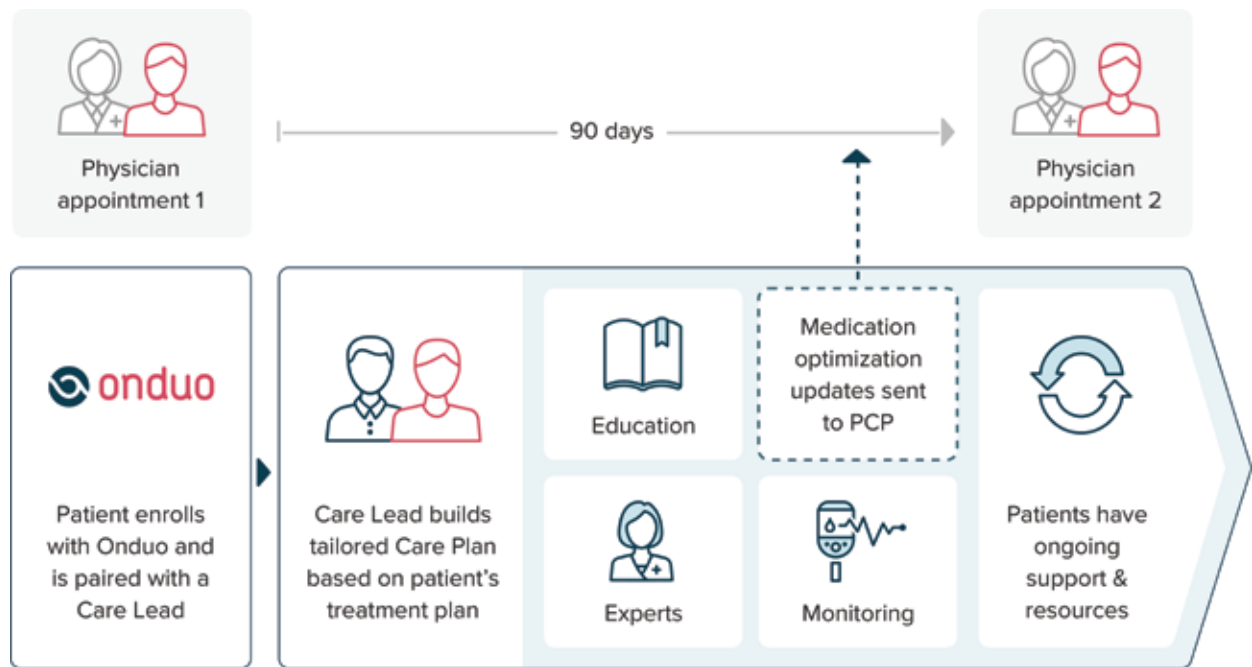 Physician
appointment 1
90 days
Physician
appointment 2
onduo
Patient enrolls
with Onduo and
is paired with a
Care Lead
Care Lead builds
tailored Care Plan
based on patient’s
treatment plan
Education
Medication
optimization
updates sent
to PCP
Experts
Monitoring
Patients have
ongoing
support &
resources